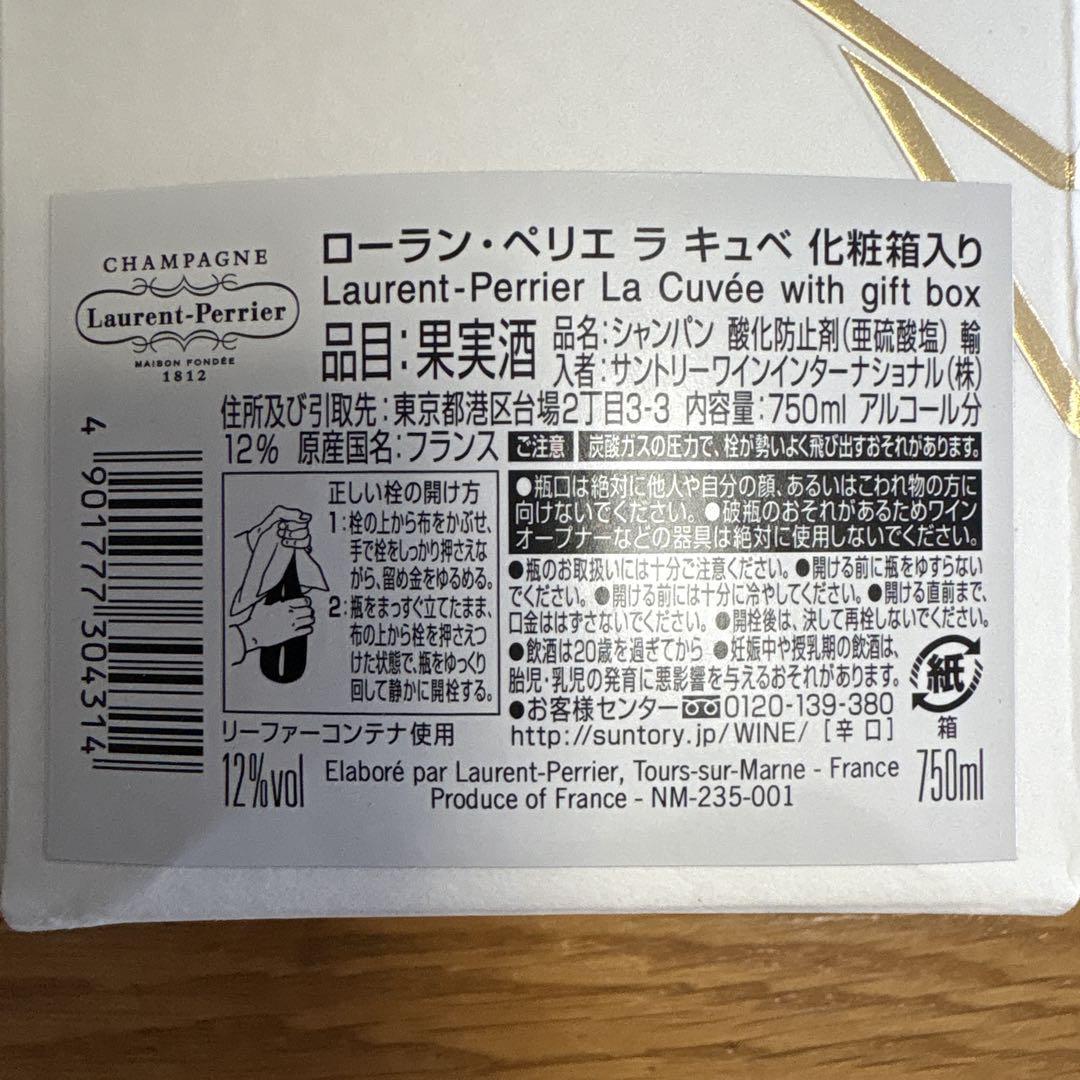 CHAMPAGNE
Laurent-Perrier
MAISON FONDÉE
1812
ローラン・ペリエ ラ キュベ 化粧箱入り
Laurent-Perrier La Cuvée with gift box
品目:果実酒 品名:シャンパン 酸化防止剤(亜硫酸塩) 輸
入者:サントリーワインインターナショナル(株)
住所及び引取先:東京都港区台場2丁目3-3 内容量:750ml アルコール分
12% 原産国名:フランス
ご注意 炭酸ガスの圧力で、栓が勢いよく飛び出すおそれがあります。
●瓶口は絶対に他人や自分の顔、あるいはこわれ物の方に
向けないでください。●破瓶のおそれがあるためワイン
オープナーなどの器具は絶対に使用しないでください。
正しい栓の開け方
1:栓の上から布をかぶせ、
手で栓をしっかり押さえな
がら、留め金をゆるめる。
2:瓶をまっすぐ立てたまま、
布の上から栓を押さえつ
けた状態で、瓶をゆっくり
回して静かに開栓する。
●瓶のお取扱いには十分ご注意ください。●開ける前に瓶をゆすらない
でください。●開ける前には十分に冷やしてください。●開ける直前まで、
口金ははずさないでください。●開栓後は、決して再栓しないでください。
●飲酒は20歳を過ぎてから ●妊娠中や授乳期の飲酒は、
胎児・乳児の発育に悪影響を与えるおそれがあります。
●お客様センター 0120-139-380
http://suntory.jp/WINE/ [辛口]
紙
箱
リーファーコンテナ使用
12%vol
Elaboré par Laurent-Perrier, Tours-sur-Marne - France
Produce of France - NM-235-001
750ml
4 901777 304314